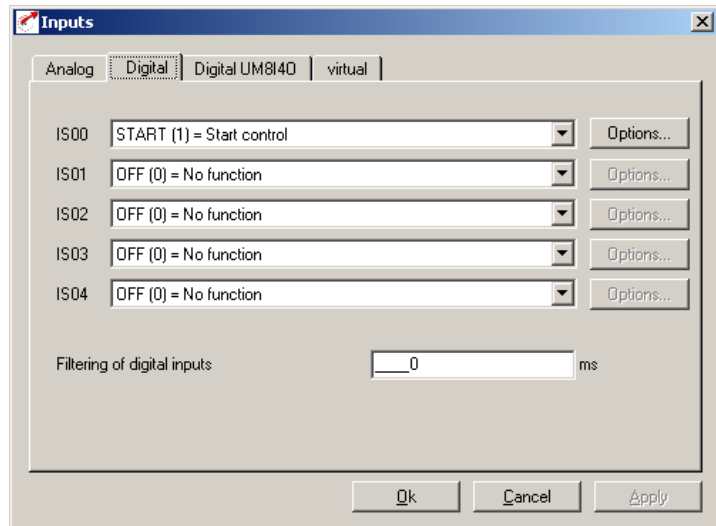 Inputs
Analog Digital Digital UM8I4O virtual
IS00 START (1) = Start control Options...
IS01 OFF (0) = No function Options...
IS02 OFF (0) = No function Options...
IS03 OFF (0) = No function Options...
IS04 OFF (0) = No function Options...
Filtering of digital inputs ____0 ms
Ok Cancel Apply